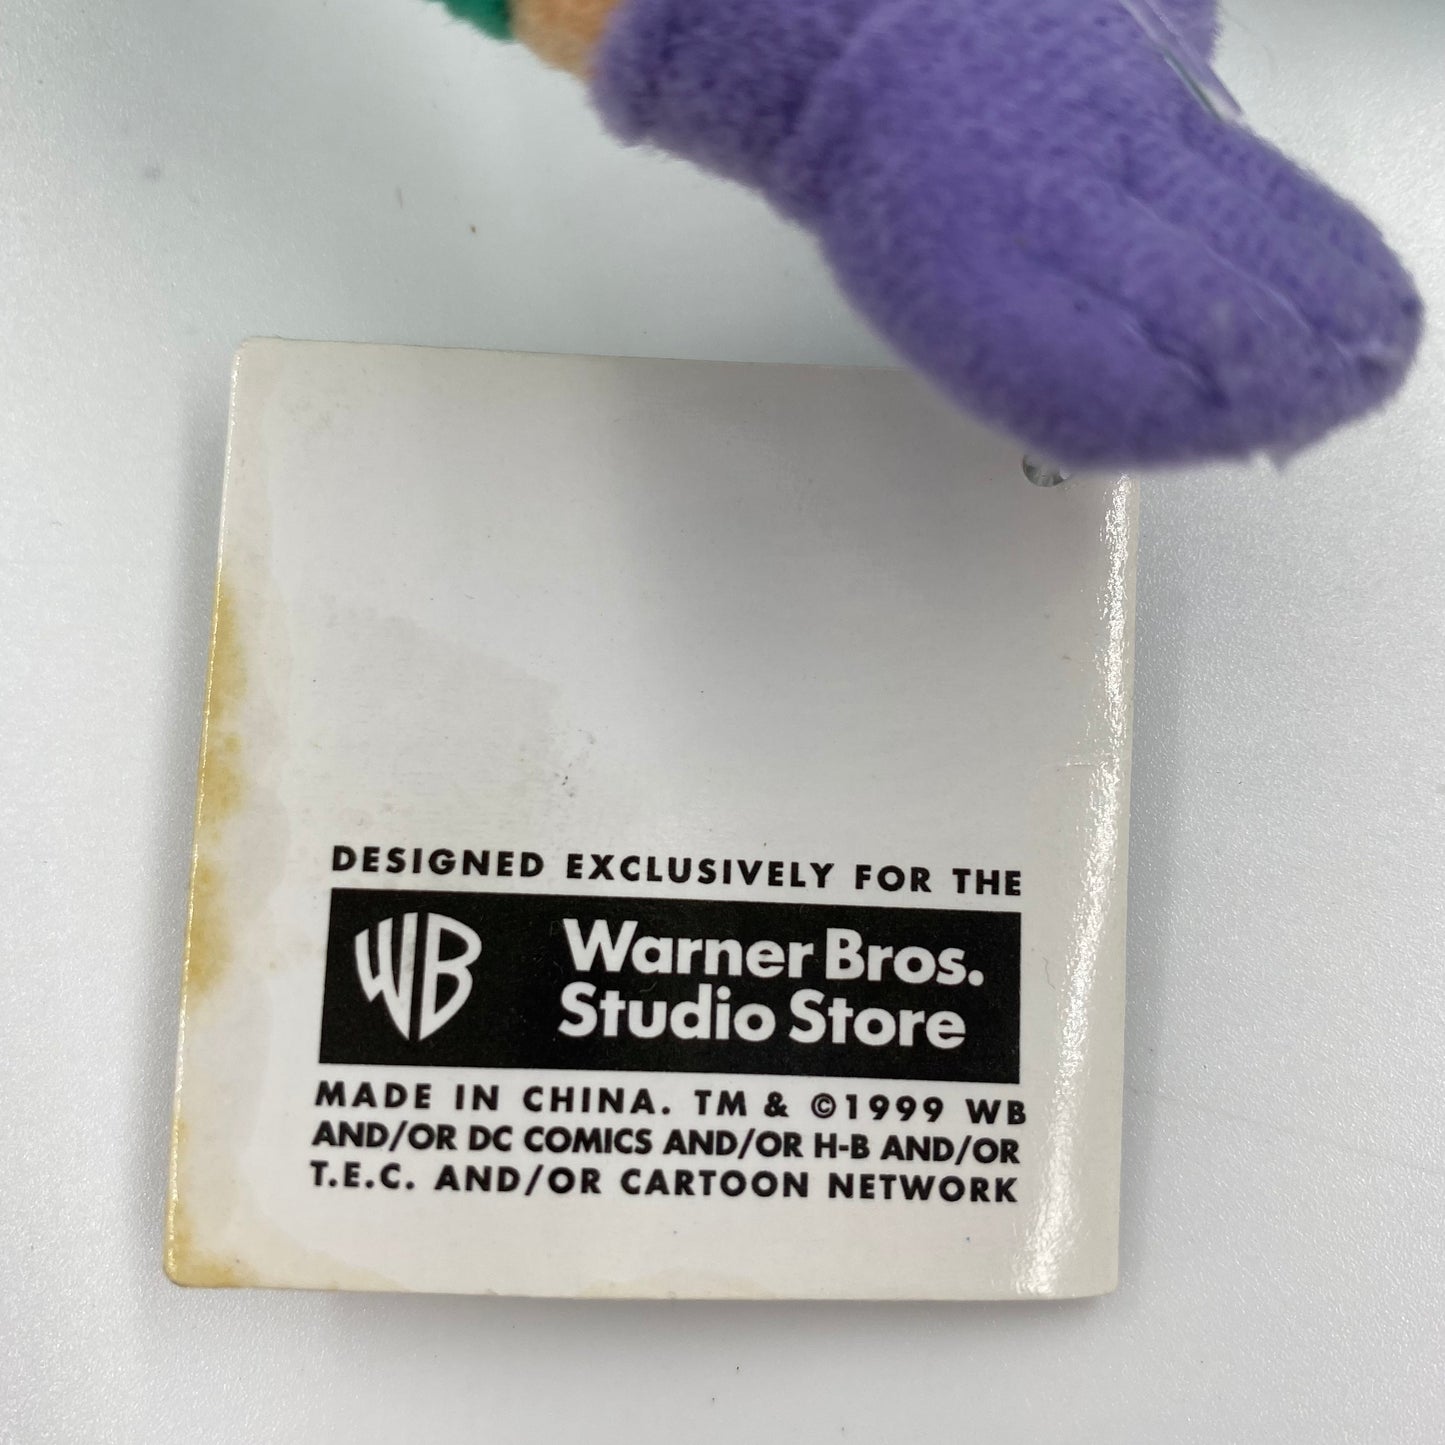 DESIGNED EXCLUSIVELY FOR THE
WB
Warner Bros.
Studio Store
MADE IN CHINA. TM & ©1999 WB
AND/OR DC COMICS AND/OR H-B AND/OR
T.E.C. AND/OR CARTOON NETWORK